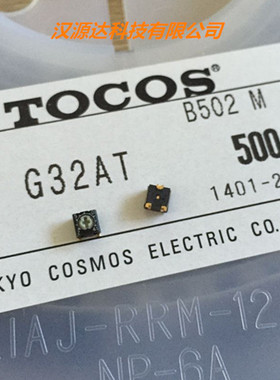 汉源达科技有限公司
TOCOS
B502 M
G32AT
500
1401-2
KYO COSMOS ELECTRIC CO.
EIAJ-RRM-12
NP-6A